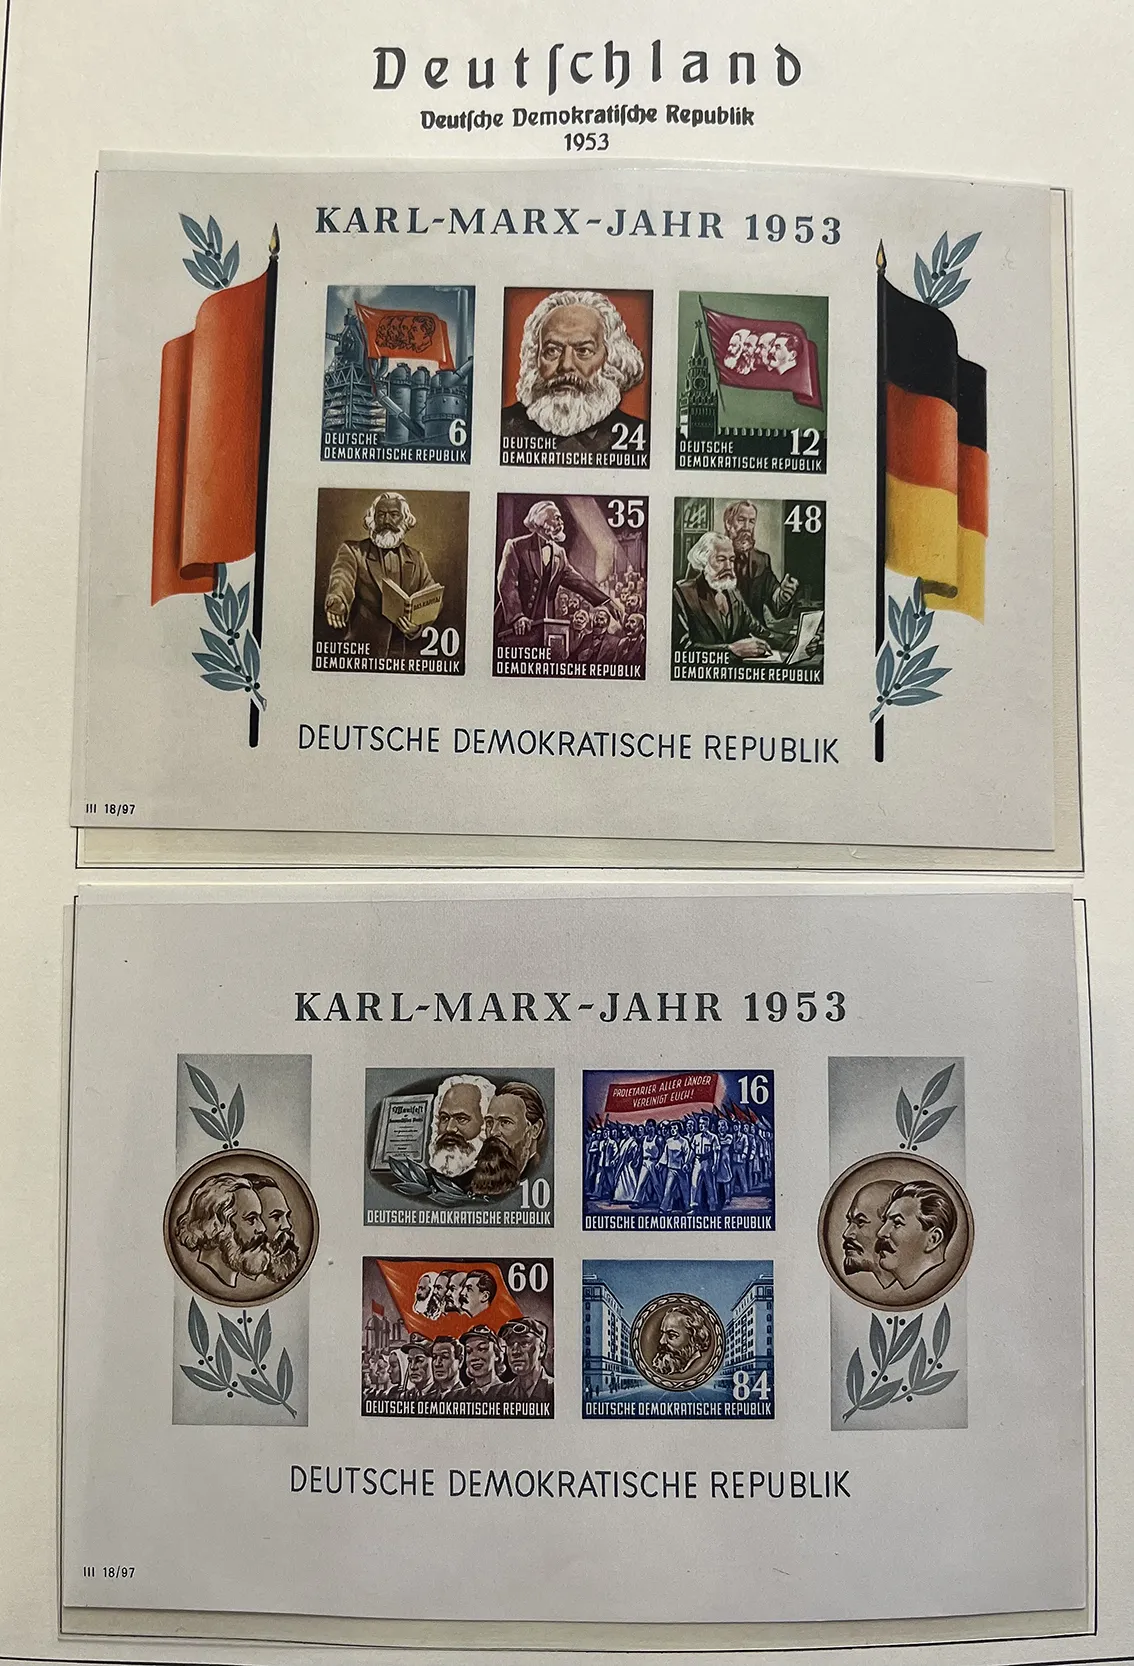 Deutſchland
Deutſche Demokratiſche Republik
1953
KARL-MARX-JAHR 1953
6
DEUTSCHE
DEMOKRATISCHE REPUBLIK
24
DEUTSCHE
DEMOKRATISCHE REPUBLIK
12
DEUTSCHE
DEMOKRATISCHE REPUBLIK
DAS KAPITAL
20
DEUTSCHE
DEMOKRATISCHE REPUBLIK
35
DEUTSCHE
DEMOKRATISCHE REPUBLIK
48
DEUTSCHE
DEMOKRATISCHE REPUBLIK
DEUTSCHE DEMOKRATISCHE REPUBLIK
III 18/97
KARL-MARX-JAHR 1953
Manifeſt
10
DEUTSCHE DEMOKRATISCHE REPUBLIK
PROLETARIER ALLER LÄNDER
VEREINIGT EUCH!
16
DEUTSCHE DEMOKRATISCHE REPUBLIK
60
DEUTSCHE DEMOKRATISCHE REPUBLIK
84
DEUTSCHE DEMOKRATISCHE REPUBLIK
DEUTSCHE DEMOKRATISCHE REPUBLIK
III 18/97